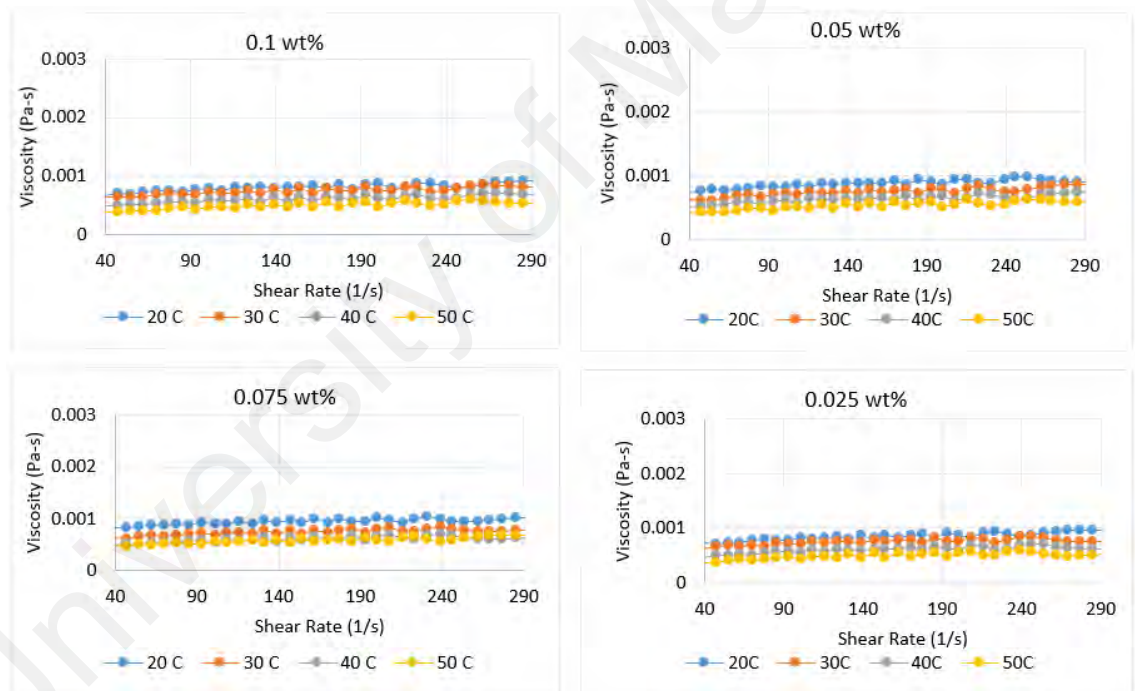 0.1 wt%
0.003
0.002
0.001
0
Viscosity (Pa-s)
40 90 140 190 240 290
Shear Rate (1/s)
20 C 30 C 40 C 50 C
0.05 wt%
0.003
0.002
0.001
0
Viscosity (Pa-s)
40 90 140 190 240 290
Shear Rate (1/s)
20C 30C 40C 50C
0.075 wt%
0.003
0.002
0.001
0
Viscosity (Pa-s)
40 90 140 190 240 290
Shear Rate (1/s)
20 C 30 C 40 C 50 C
0.025 wt%
0.003
0.002
0.001
0
Viscosity (Pa-s)
40 90 140 190 240 290
Shear Rate (1/s)
20C 30C 40C 50C
University of Ma